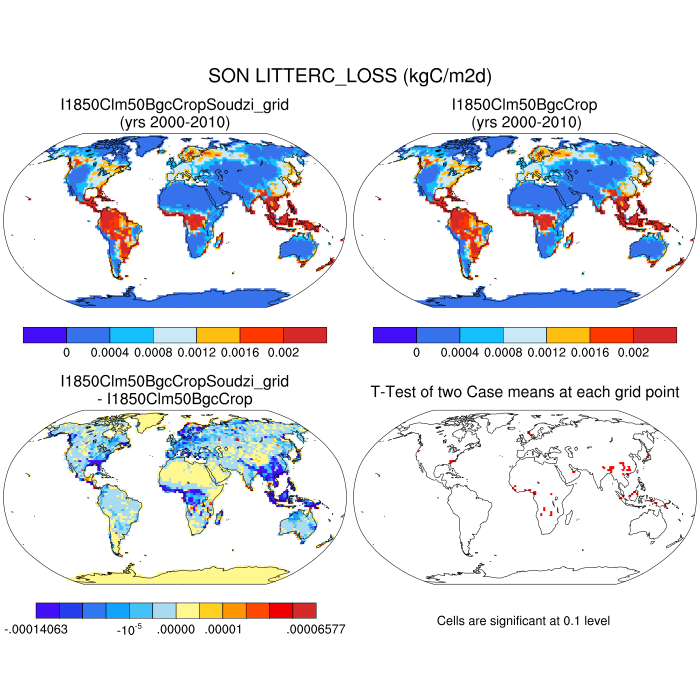 SON LITTERC_LOSS (kgC/m2d)
I1850Clm50BgcCropSoudzi_grid
(yrs 2000-2010)
I1850Clm50BgcCrop
(yrs 2000-2010)
0 0.0004 0.0008 0.0012 0.0016 0.002
0 0.0004 0.0008 0.0012 0.0016 0.002
I1850Clm50BgcCropSoudzi_grid
- I1850Clm50BgcCrop
T-Test of two Case means at each grid point
-.00014063 -10⁻⁵ .00000 .00001 .00006577
Cells are significant at 0.1 level